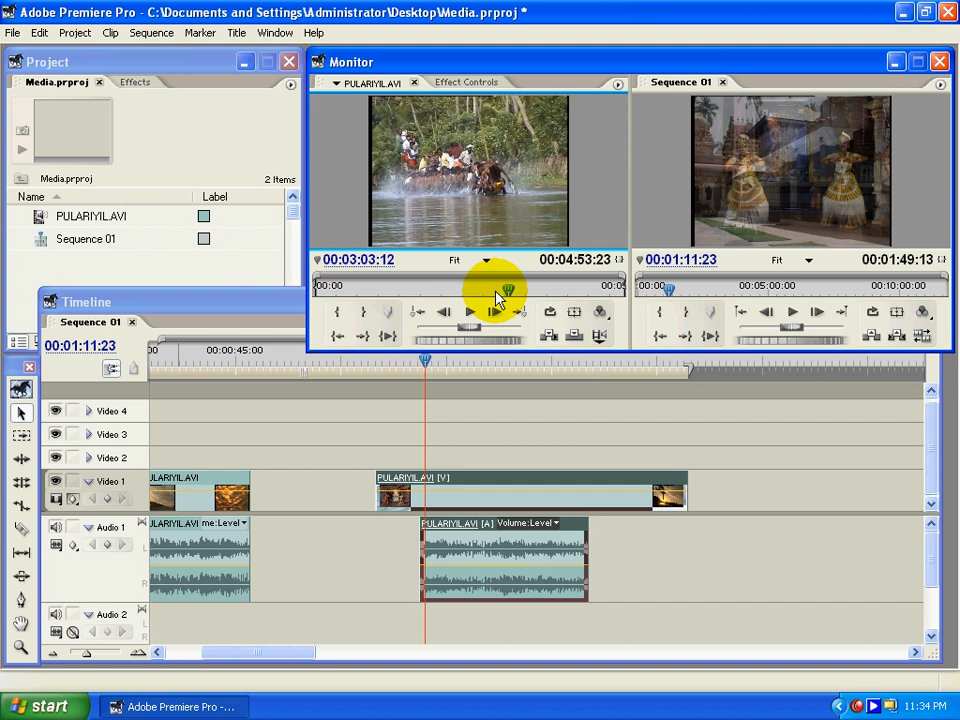 Adobe Premiere Pro - C:\Documents and Settings\Administrator\Desktop\Media.prproj *
File Edit Project Clip Sequence Marker Title Window Help
Project
Media.prproj Effects
Media.prproj 2 Items
Name Label
PULARIYIL.AVI
Sequence 01
Monitor
PULARIYIL.AVI Effect Controls Sequence 01
00:03:03:12 Fit 00:04:53:23 00:01:11:23 Fit 00:01:49:13
00:00 00:00 00:05:00:00 00:10:00:00
Timeline
Sequence 01
00:01:11:23 00:00:45:00
Video 4
Video 3
Video 2
Video 1
PULARIYIL.AVI [V]
Audio 1
me:Level
PULARIYIL.AVI [A] Volume:Level
L
R
Audio 2
L
R
start Adobe Premiere Pro -... 11:34 PM